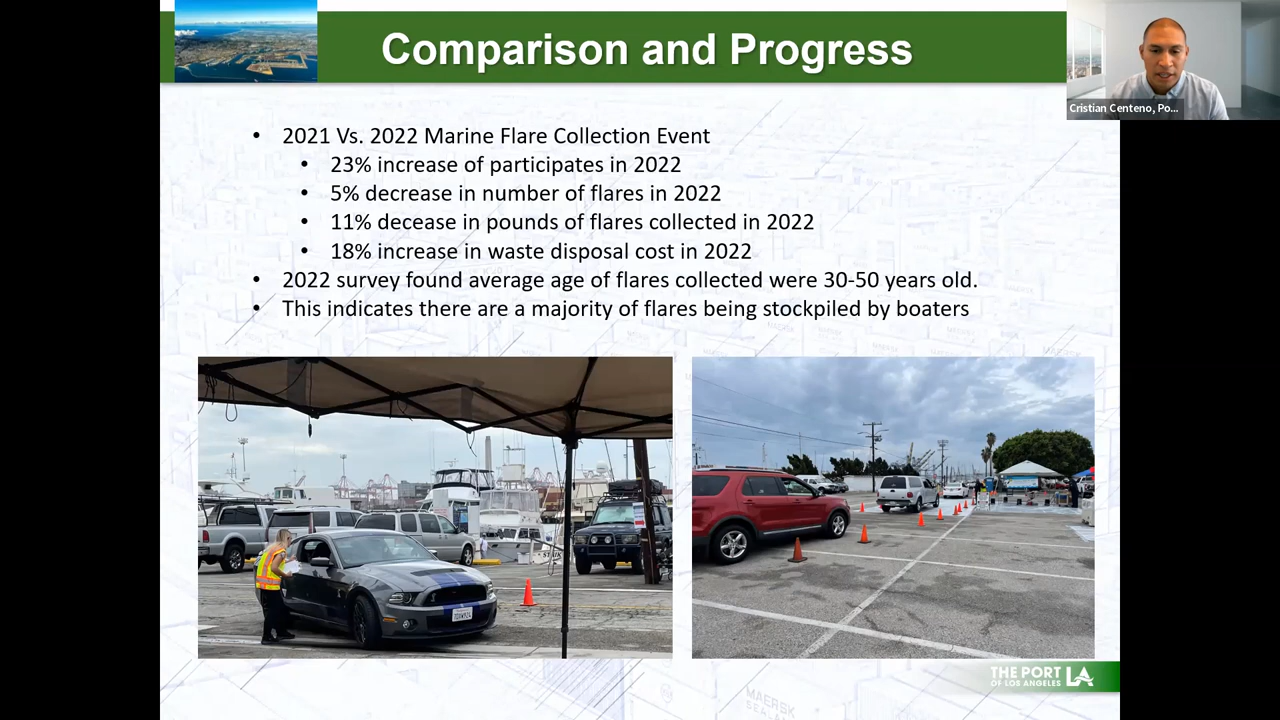 Comparison and Progress
Cristian Centeno, Po...
• 2021 Vs. 2022 Marine Flare Collection Event
• 23% increase of participates in 2022
• 5% decrease in number of flares in 2022
• 11% decease in pounds of flares collected in 2022
• 18% increase in waste disposal cost in 2022
• 2022 survey found average age of flares collected were 30-50 years old.
• This indicates there are a majority of flares being stockpiled by boaters
THE PORT
OF LOS ANGELES
LA
MAERSK